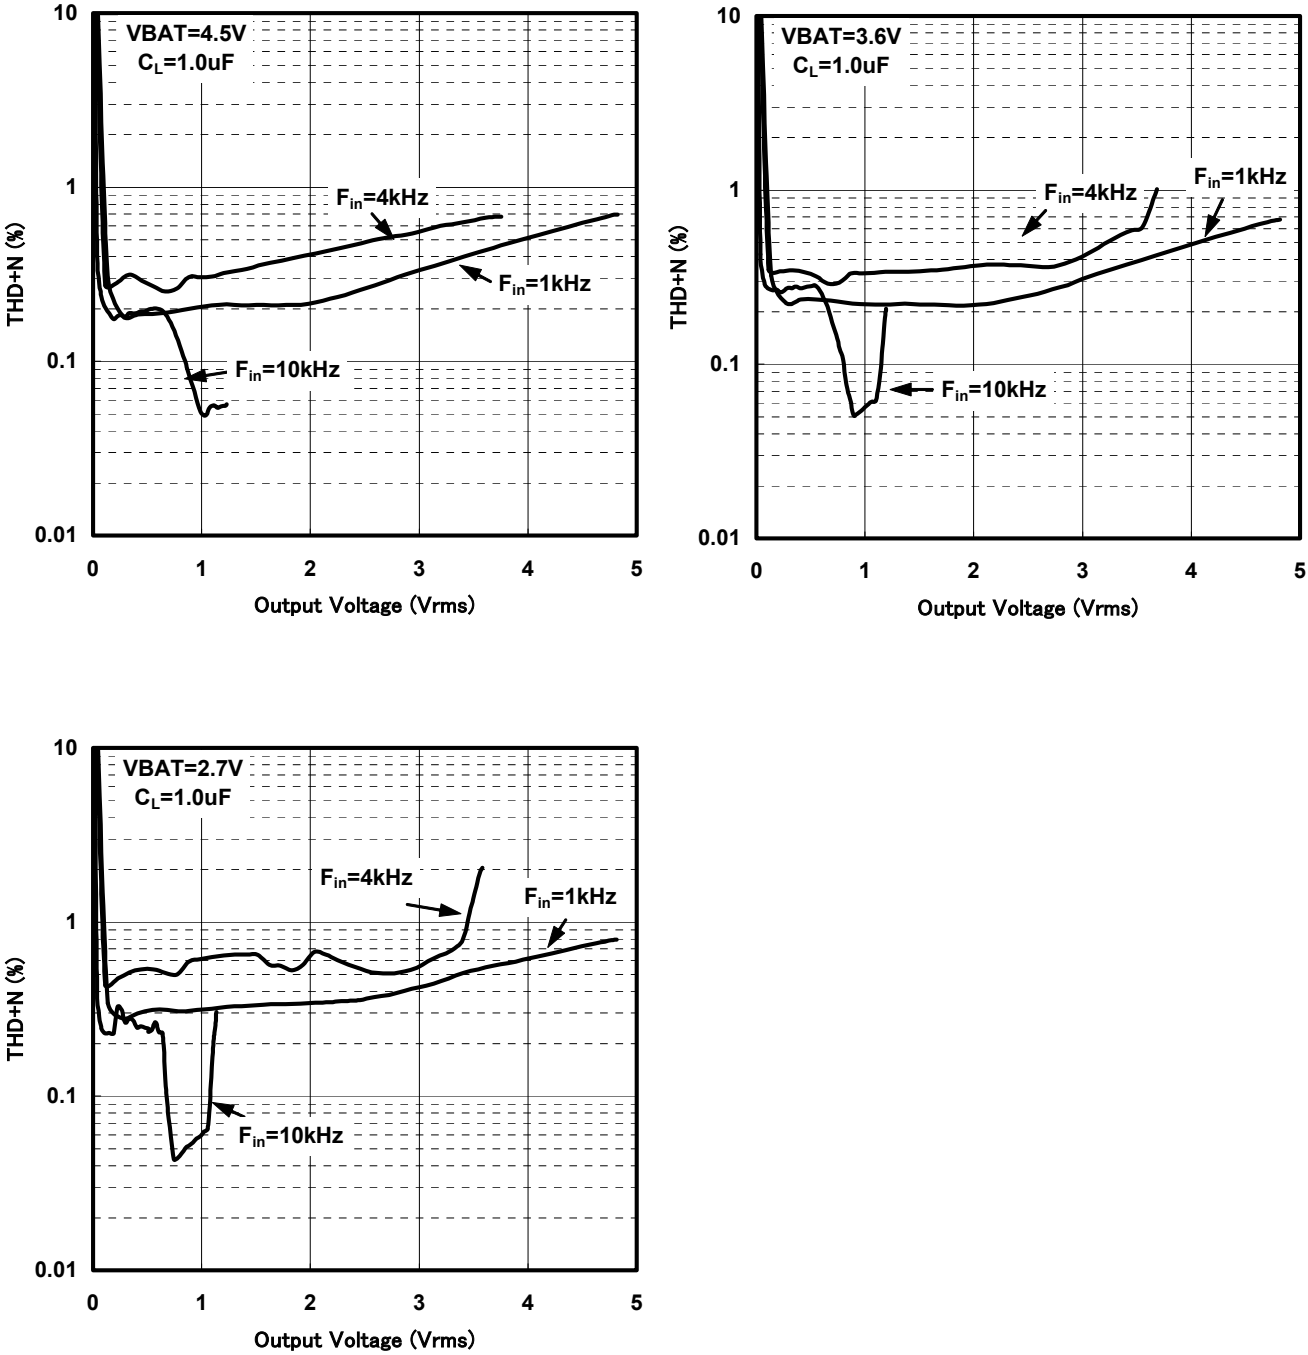 10
VBAT=4.5V
CL=1.0uF
Fin=4kHz
1
Fin=1kHz
THD+N (%)
0.1
Fin=10kHz
0.01
0 1 2 3 4 5
Output Voltage (Vrms)
10
VBAT=3.6V
CL=1.0uF
Fin=1kHz
Fin=4kHz
1
THD+N (%)
0.1
Fin=10kHz
0.01
0 1 2 3 4 5
Output Voltage (Vrms)
10
VBAT=2.7V
CL=1.0uF
Fin=4kHz
Fin=1kHz
1
THD+N (%)
0.1
Fin=10kHz
0.01
0 1 2 3 4 5
Output Voltage (Vrms)